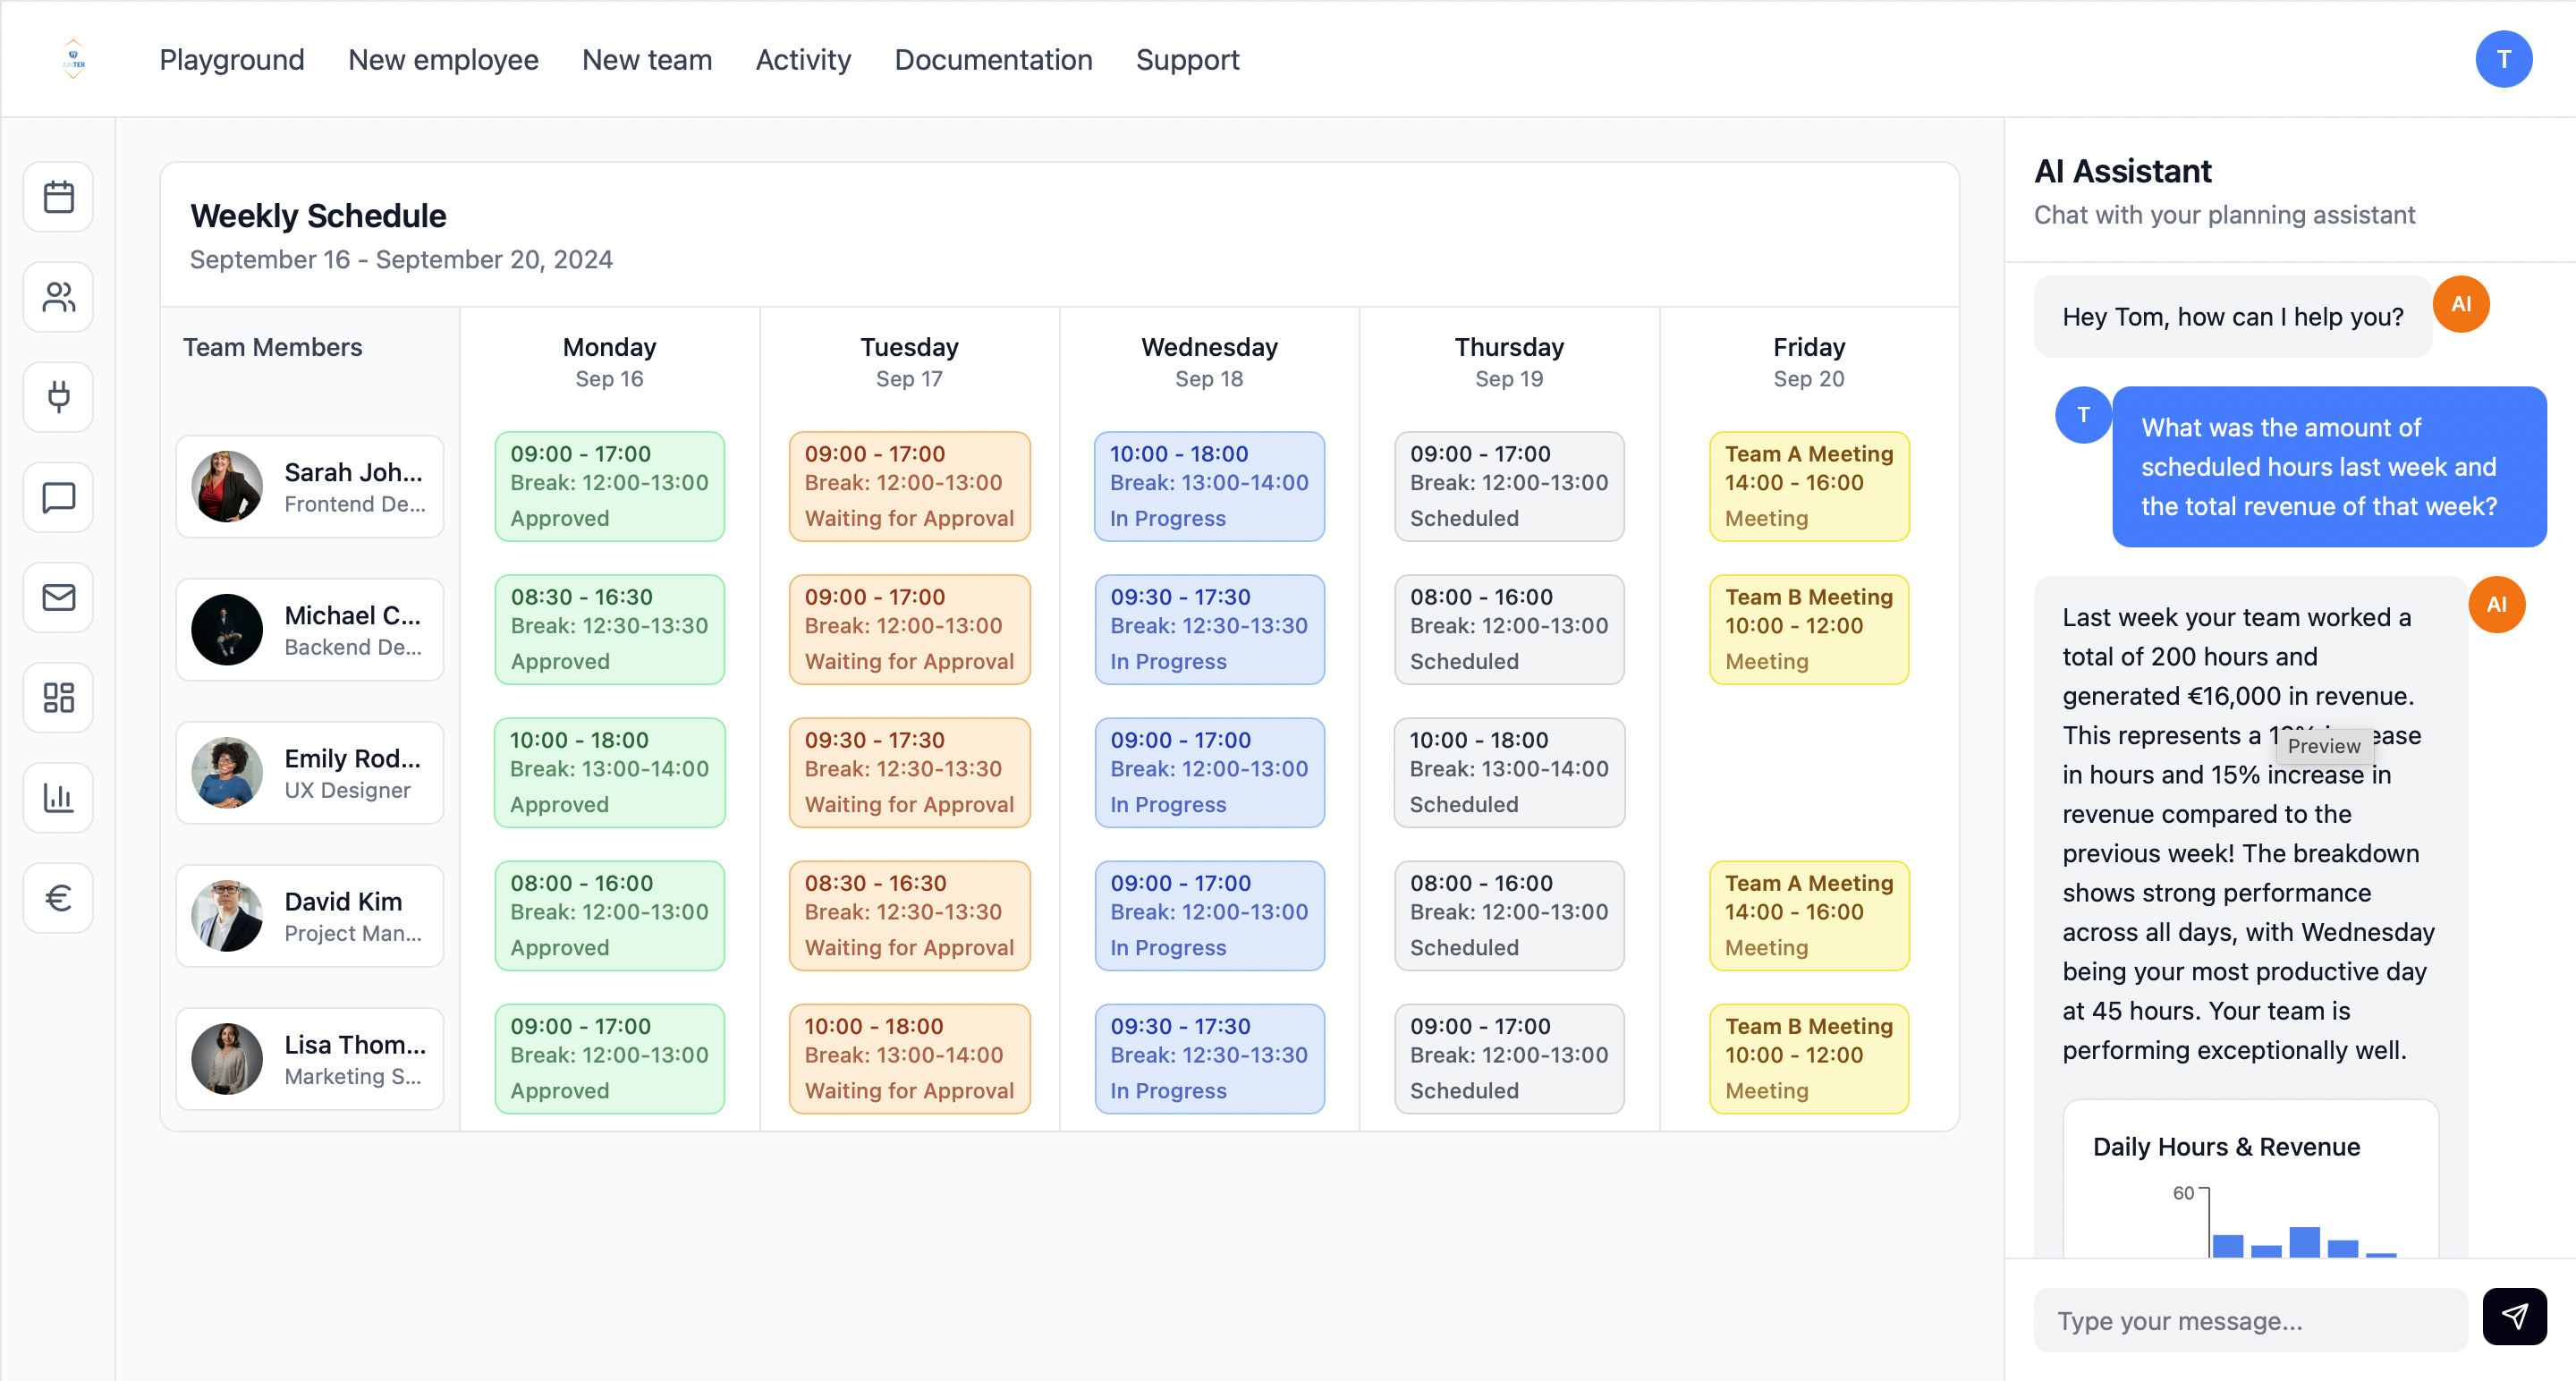 Playground
New employee
New team
Activity
Documentation
Support
T
Weekly Schedule
September 16 - September 20, 2024
Team Members
Monday
Sep 16
Tuesday
Sep 17
Wednesday
Sep 18
Thursday
Sep 19
Friday
Sep 20
Sarah Joh...
Frontend De...
09:00 - 17:00
Break: 12:00-13:00
Approved
09:00 - 17:00
Break: 12:00-13:00
Waiting for Approval
10:00 - 18:00
Break: 13:00-14:00
In Progress
09:00 - 17:00
Break: 12:00-13:00
Scheduled
Team A Meeting
14:00 - 16:00
Meeting
Michael C...
Backend De...
08:30 - 16:30
Break: 12:30-13:30
Approved
09:00 - 17:00
Break: 12:00-13:00
Waiting for Approval
09:30 - 17:30
Break: 12:30-13:30
In Progress
08:00 - 16:00
Break: 12:00-13:00
Scheduled
Team B Meeting
10:00 - 12:00
Meeting
Emily Rod...
UX Designer
10:00 - 18:00
Break: 13:00-14:00
Approved
09:30 - 17:30
Break: 12:30-13:30
Waiting for Approval
09:00 - 17:00
Break: 12:00-13:00
In Progress
10:00 - 18:00
Break: 13:00-14:00
Scheduled
David Kim
Project Man...
08:00 - 16:00
Break: 12:00-13:00
Approved
08:30 - 16:30
Break: 12:30-13:30
Waiting for Approval
09:00 - 17:00
Break: 12:00-13:00
In Progress
08:00 - 16:00
Break: 12:00-13:00
Scheduled
Team A Meeting
14:00 - 16:00
Meeting
Lisa Thom...
Marketing S...
09:00 - 17:00
Break: 12:00-13:00
Approved
10:00 - 18:00
Break: 13:00-14:00
Waiting for Approval
09:30 - 17:30
Break: 12:30-13:30
In Progress
09:00 - 17:00
Break: 12:00-13:00
Scheduled
Team B Meeting
10:00 - 12:00
Meeting
AI Assistant
Chat with your planning assistant
Hey Tom, how can I help you?
AI
T
What was the amount of
scheduled hours last week and
the total revenue of that week?
AI
Last week your team worked a
total of 200 hours and
generated €16,000 in revenue.
This represents a
Preview
in hours and 15% increase in
revenue compared to the
previous week! The breakdown
shows strong performance
across all days, with Wednesday
being your most productive day
at 45 hours. Your team is
performing exceptionally well.
Daily Hours & Revenue
60
Type your message...